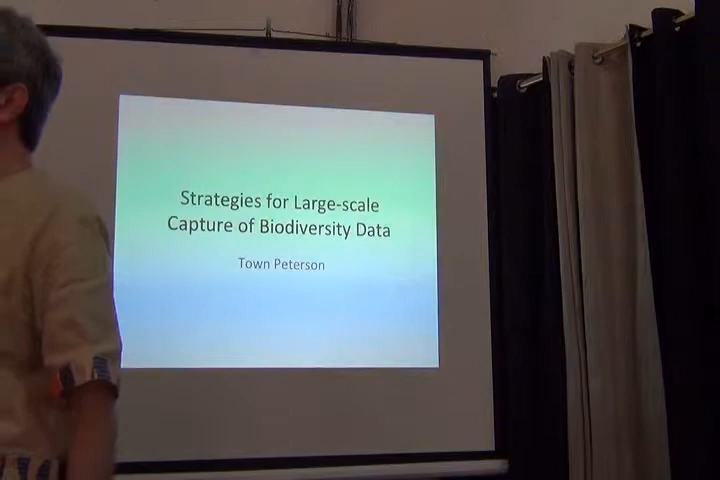 Strategies for Large-scale
Capture of Biodiversity Data
Town Peterson